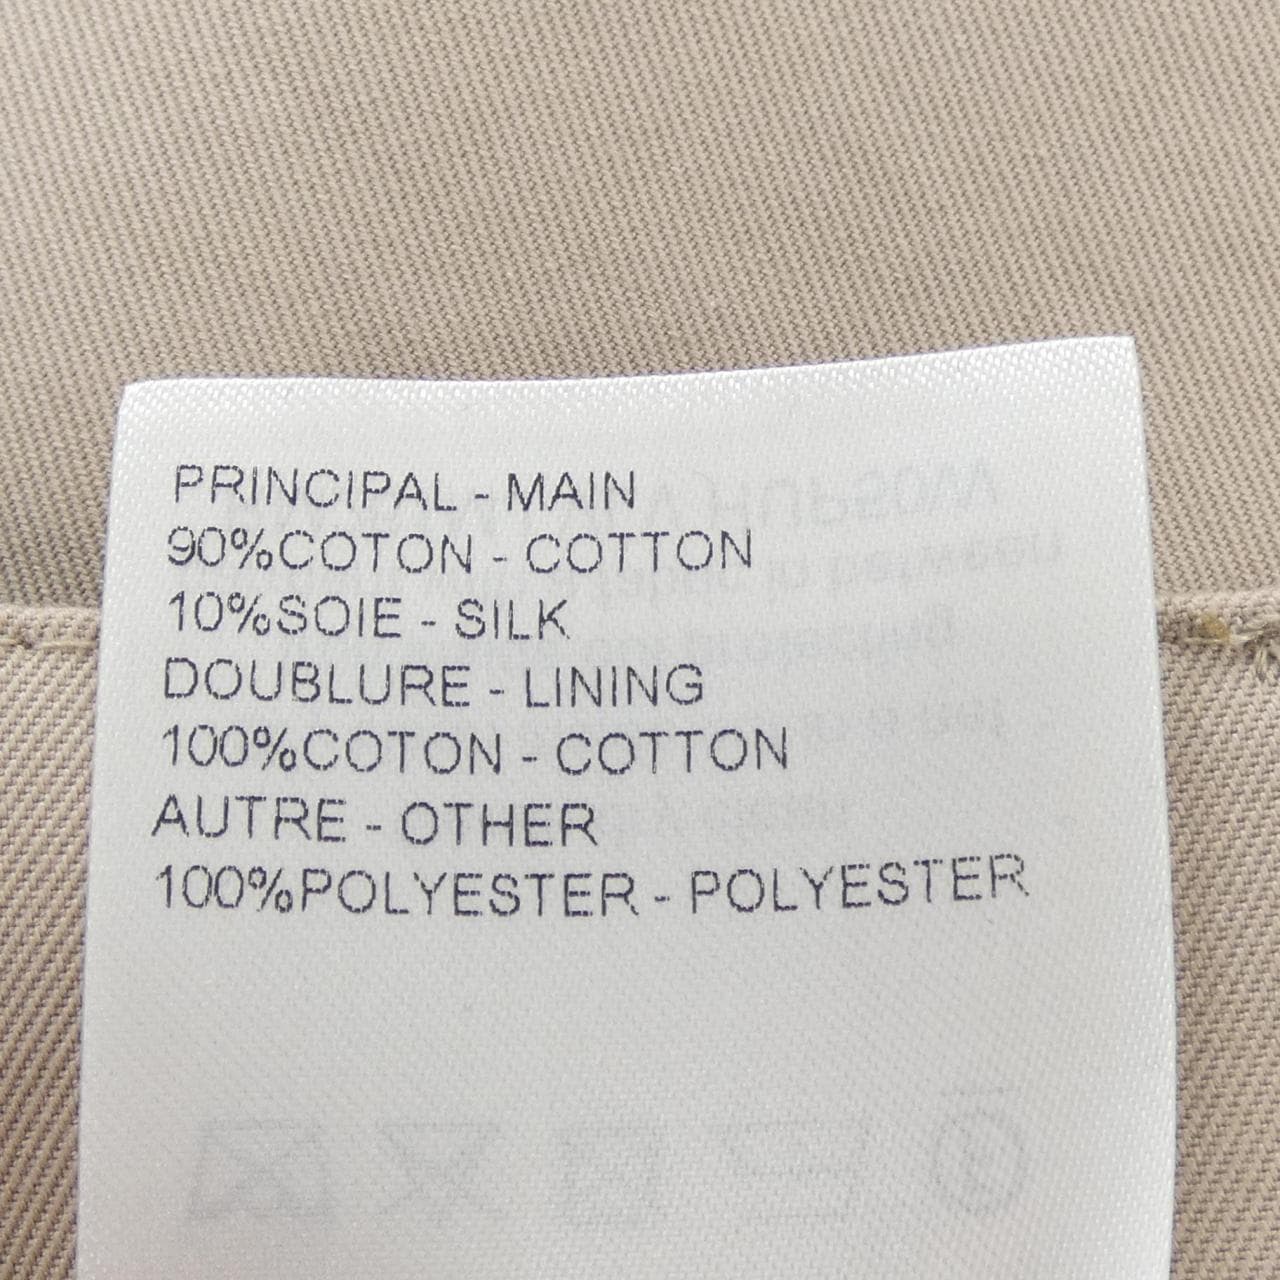 PRINCIPAL - MAIN
90%COTON - COTTON
10%SOIE - SILK
DOUBLURE - LINING
100%COTON - COTTON
AUTRE - OTHER
100%POLYESTER - POLYESTER